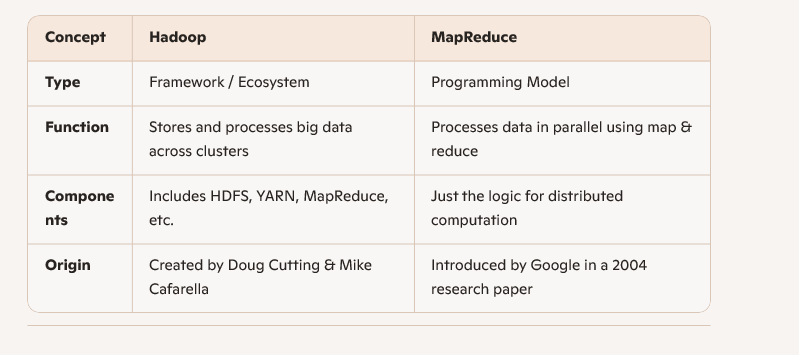 Concept Hadoop MapReduce
Type Framework / Ecosystem Programming Model
Function Stores and processes big data Processes data in parallel using map &
across clusters reduce
Compone Includes HDFS, YARN, MapReduce, Just the logic for distributed
nts etc. computation
Origin Created by Doug Cutting & Mike Introduced by Google in a 2004
Cafarella research paper